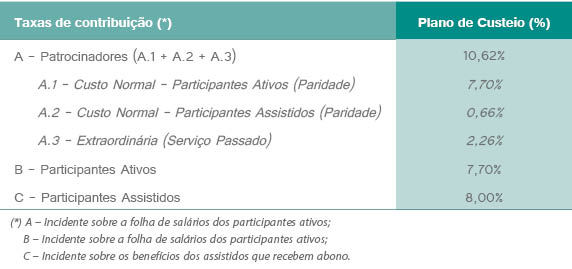 Taxas de contribuição (*) Plano de Custeio (%)
A – Patrocinadores (A.1 + A.2 + A.3) 10,62%
A.1 – Custo Normal – Participantes Ativos (Paridade) 7,70%
A.2 – Custo Normal – Participantes Assistidos (Paridade) 0,66%
A.3 – Extraordinária (Serviço Passado) 2,26%
B – Participantes Ativos 7,70%
C – Participantes Assistidos 8,00%
(*) A – Incidente sobre a folha de salários dos participantes ativos;
B – Incidente sobre a folha de salários dos participantes ativos;
C – Incidente sobre os benefícios dos assistidos que recebem abono.